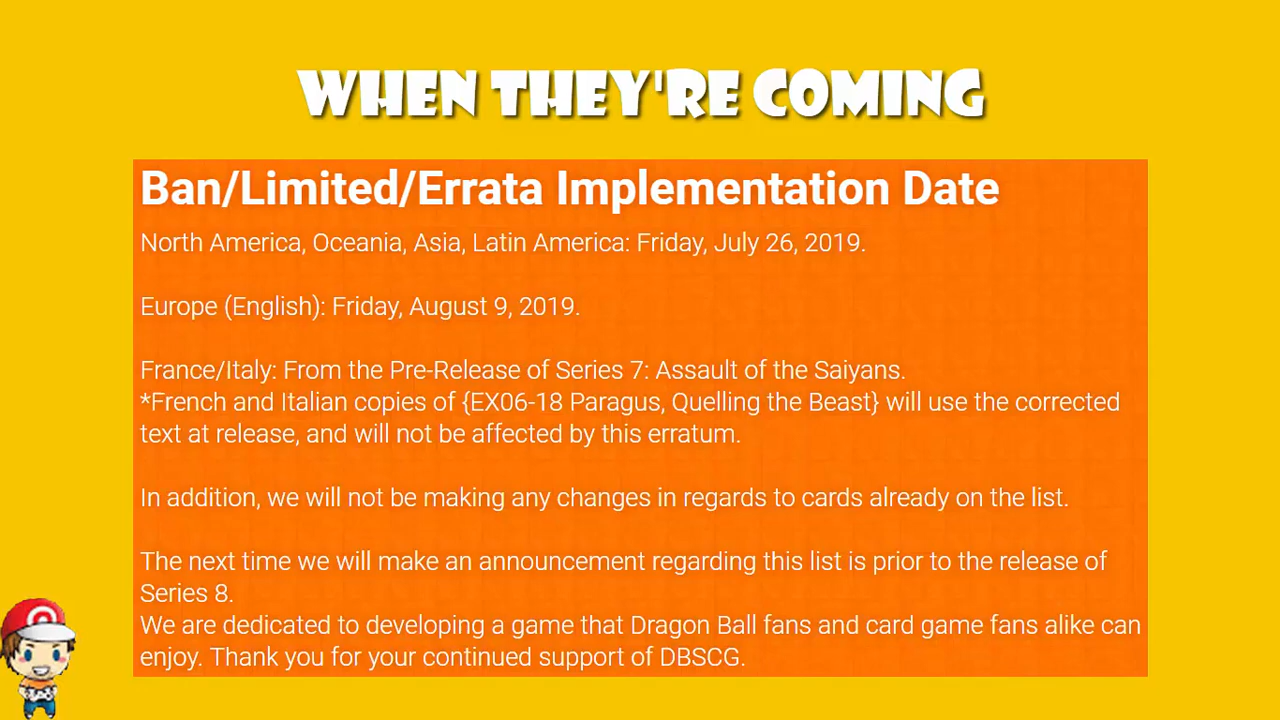 WHEN THEY'RE COMING
Ban/Limited/Errata Implementation Date
North America, Oceania, Asia, Latin America: Friday, July 26, 2019.
Europe (English): Friday, August 9, 2019.
France/Italy: From the Pre-Release of Series 7: Assault of the Saiyans.
*French and Italian copies of {EX06-18 Paragus, Quelling the Beast} will use the corrected
text at release, and will not be affected by this erratum.
In addition, we will not be making any changes in regards to cards already on the list.
The next time we will make an announcement regarding this list is prior to the release of
Series 8.
We are dedicated to developing a game that Dragon Ball fans and card game fans alike can
enjoy. Thank you for your continued support of DBSCG.